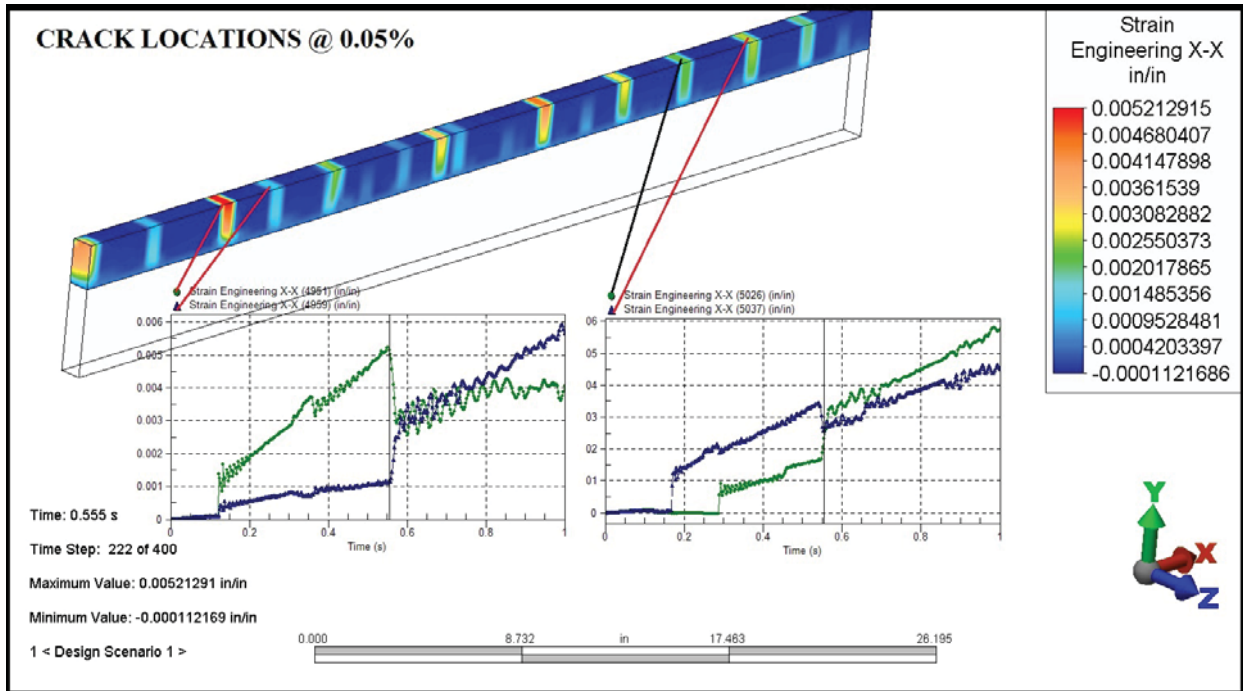 CRACK LOCATIONS @ 0.05%
Strain
Engineering X-X
in/in
0.005212915
0.004680407
0.004147898
0.00361539
0.003082882
0.002550373
0.002017865
0.001485356
0.0009528481
0.0004203397
-0.0001121686
Strain Engineering X-X (4951) (in/in)
Strain Engineering X-X (4959) (in/in)
0.006
0.005
0.004
0.003
0.002
0.001
0
0 0.2 0.4 0.6 0.8 1
Time (s)
Strain Engineering X-X (5026) (in/in)
Strain Engineering X-X (5037) (in/in)
06
05
04
03
02
01
0
0 0.2 0.4 0.6 0.8 1
Time (s)
Time: 0.555 s
Time Step: 222 of 400
Maximum Value: 0.00521291 in/in
Minimum Value: -0.000112169 in/in
1 < Design Scenario 1 >
0.000 8.732 in 17.463 26.195
Y
X
Z